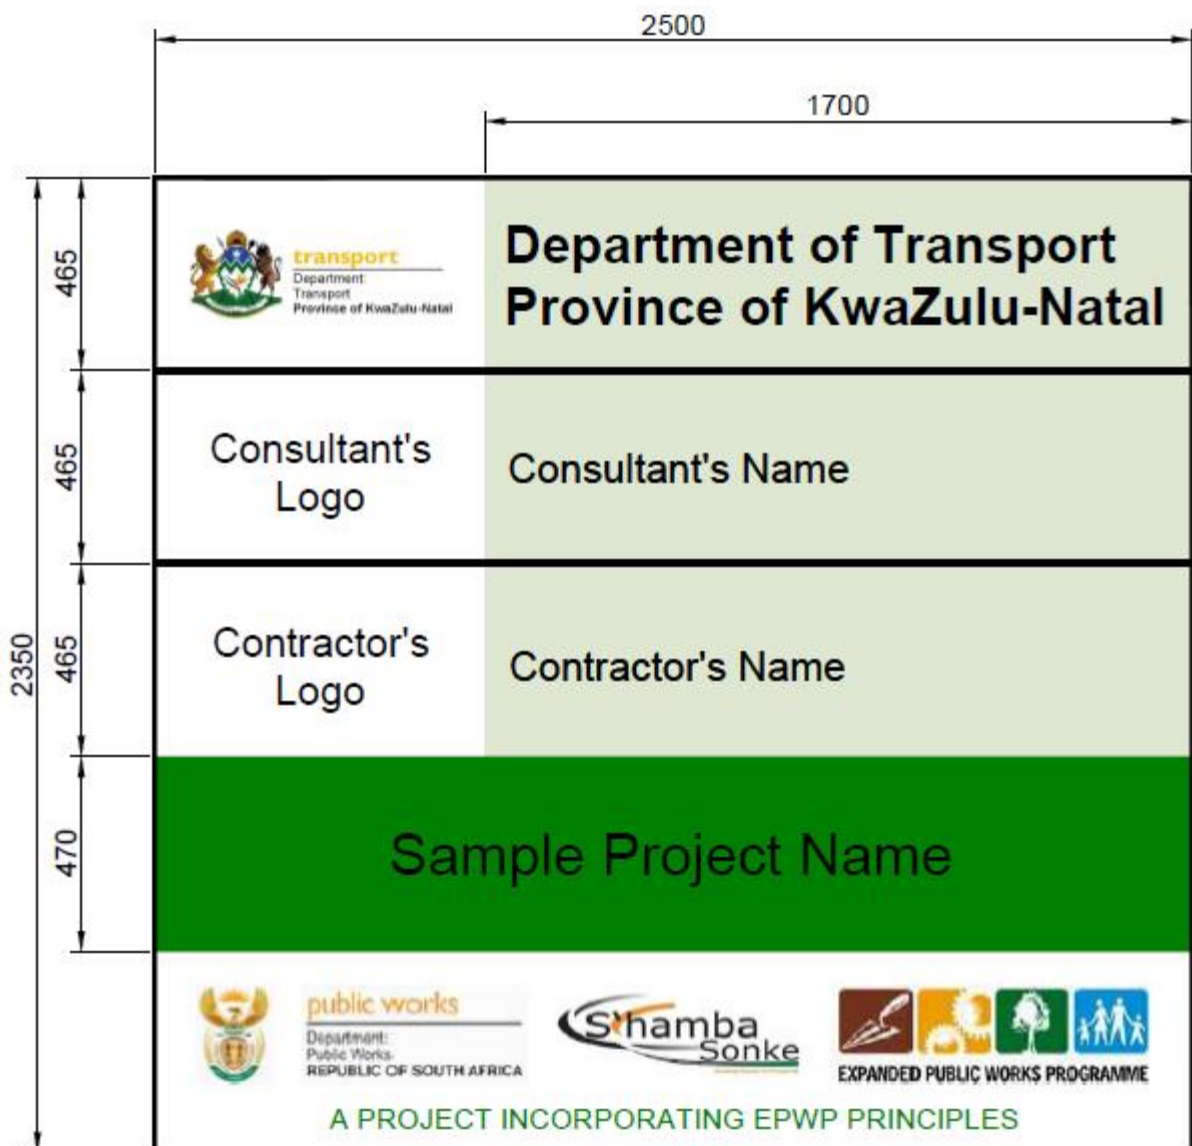 2500
1700
465
transport
Department:
Transport
Province of KwaZulu-Natal
Department of Transport
Province of KwaZulu-Natal
465
Consultant's
Logo
Consultant's Name
2350
465
Contractor's
Logo
Contractor's Name
470
Sample Project Name
public works
Department:
Public Works
REPUBLIC OF SOUTH AFRICA
S'hamba
Sonke
EXPANDED PUBLIC WORKS PROGRAMME
A PROJECT INCORPORATING EPWP PRINCIPLES